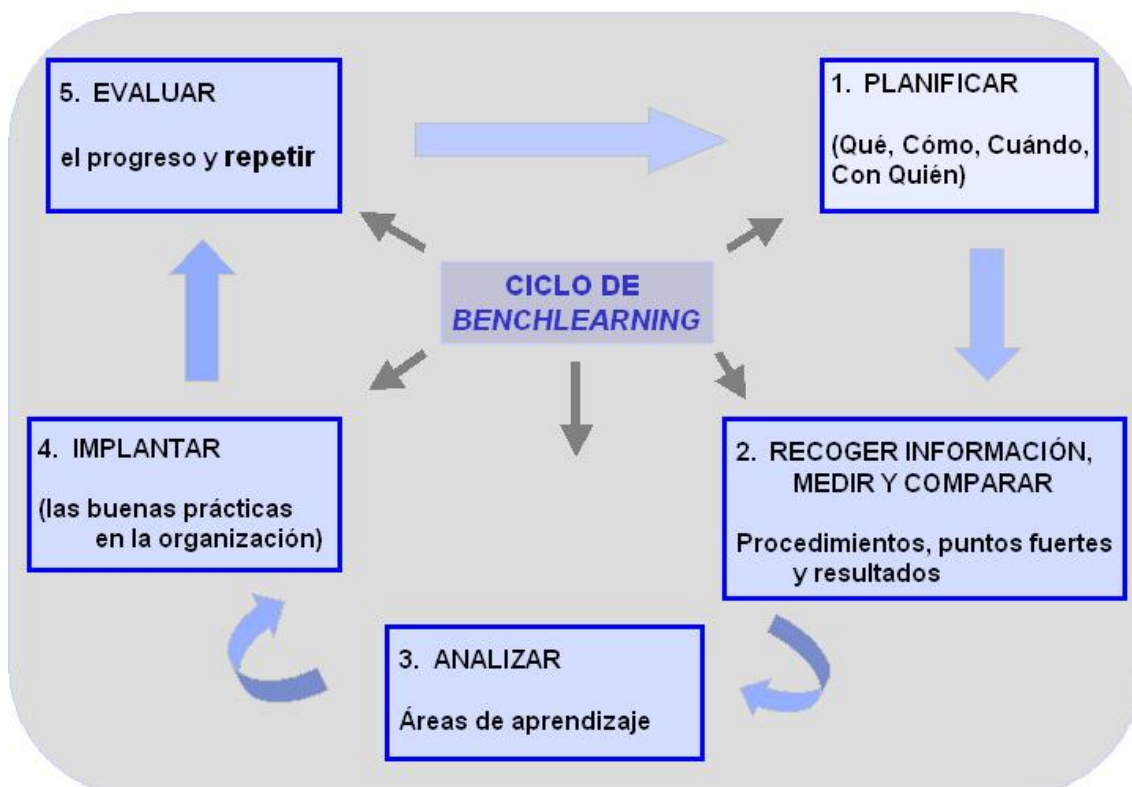 5. EVALUAR
el progreso y repetir
1. PLANIFICAR
(Qué, Cómo, Cuándo,
Con Quién)
CICLO DE
BENCHLEARNING
4. IMPLANTAR
(las buenas prácticas
en la organización)
2. RECOGER INFORMACIÓN,
MEDIR Y COMPARAR
Procedimientos, puntos fuertes
y resultados
3. ANALIZAR
Áreas de aprendizaje